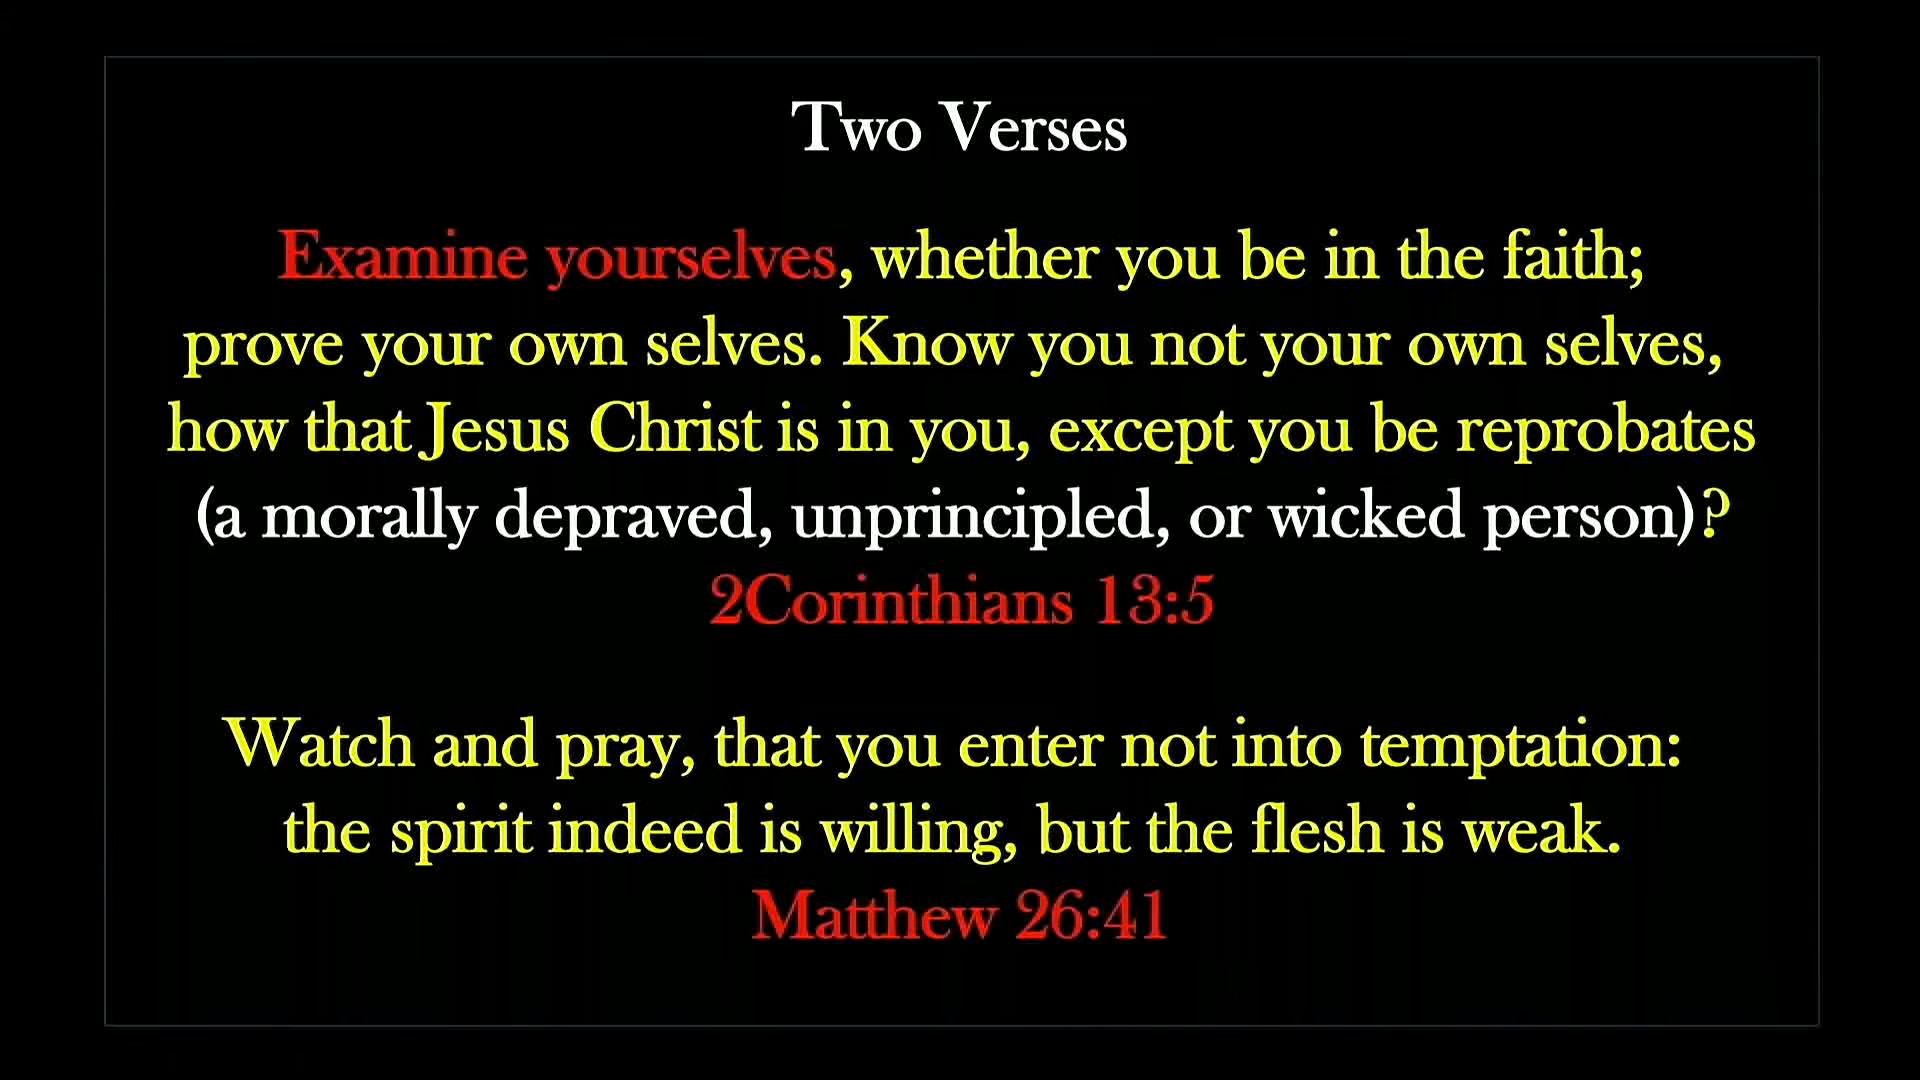 Two Verses
Examine yourselves, whether you be in the faith;
prove your own selves. Know you not your own selves,
how that Jesus Christ is in you, except you be reprobates
(a morally depraved, unprincipled, or wicked person)?
2Corinthians 13:5
Watch and pray, that you enter not into temptation:
the spirit indeed is willing, but the flesh is weak.
Matthew 26:41